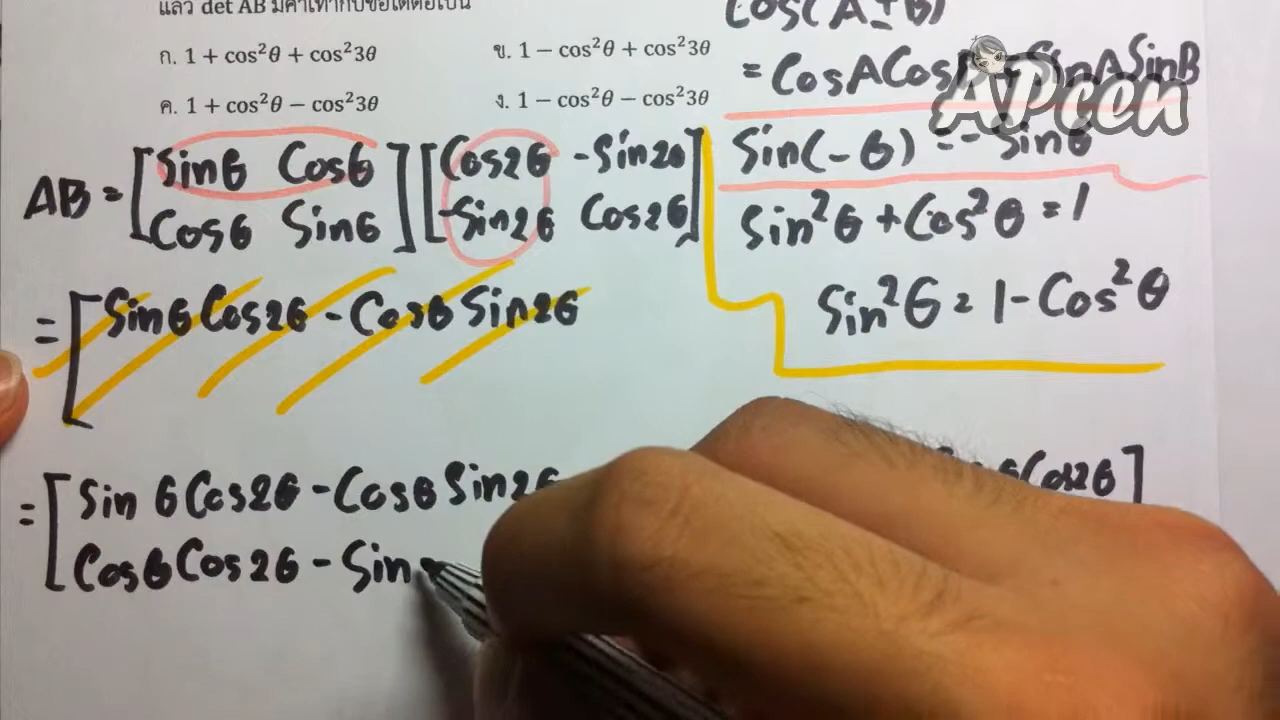 แล้ว det AB มีค่าเท่ากับข้อใดต่อไปนี้
ก. 1 + cos²θ + cos²3θ
ข. 1 − cos²θ + cos²3θ
ค. 1 + cos²θ − cos²3θ
ง. 1 − cos²θ − cos²3θ
Cos(A±B)
= CosACos SinASinB
APcen
Sin(-θ) = -Sinθ
Sin²θ + Cos²θ = 1
Sin²θ = 1 - Cos²θ
AB = [Sinθ Cosθ] [Cos2θ -Sin2θ]
[Cosθ Sinθ] [-Sin2θ Cos2θ]
= [Sinθ Cos2θ - Cosθ Sin2θ
= [Sin θ Cos2θ - Cosθ Sin2θ Cos2θ]
Cosθ Cos2θ - Sin